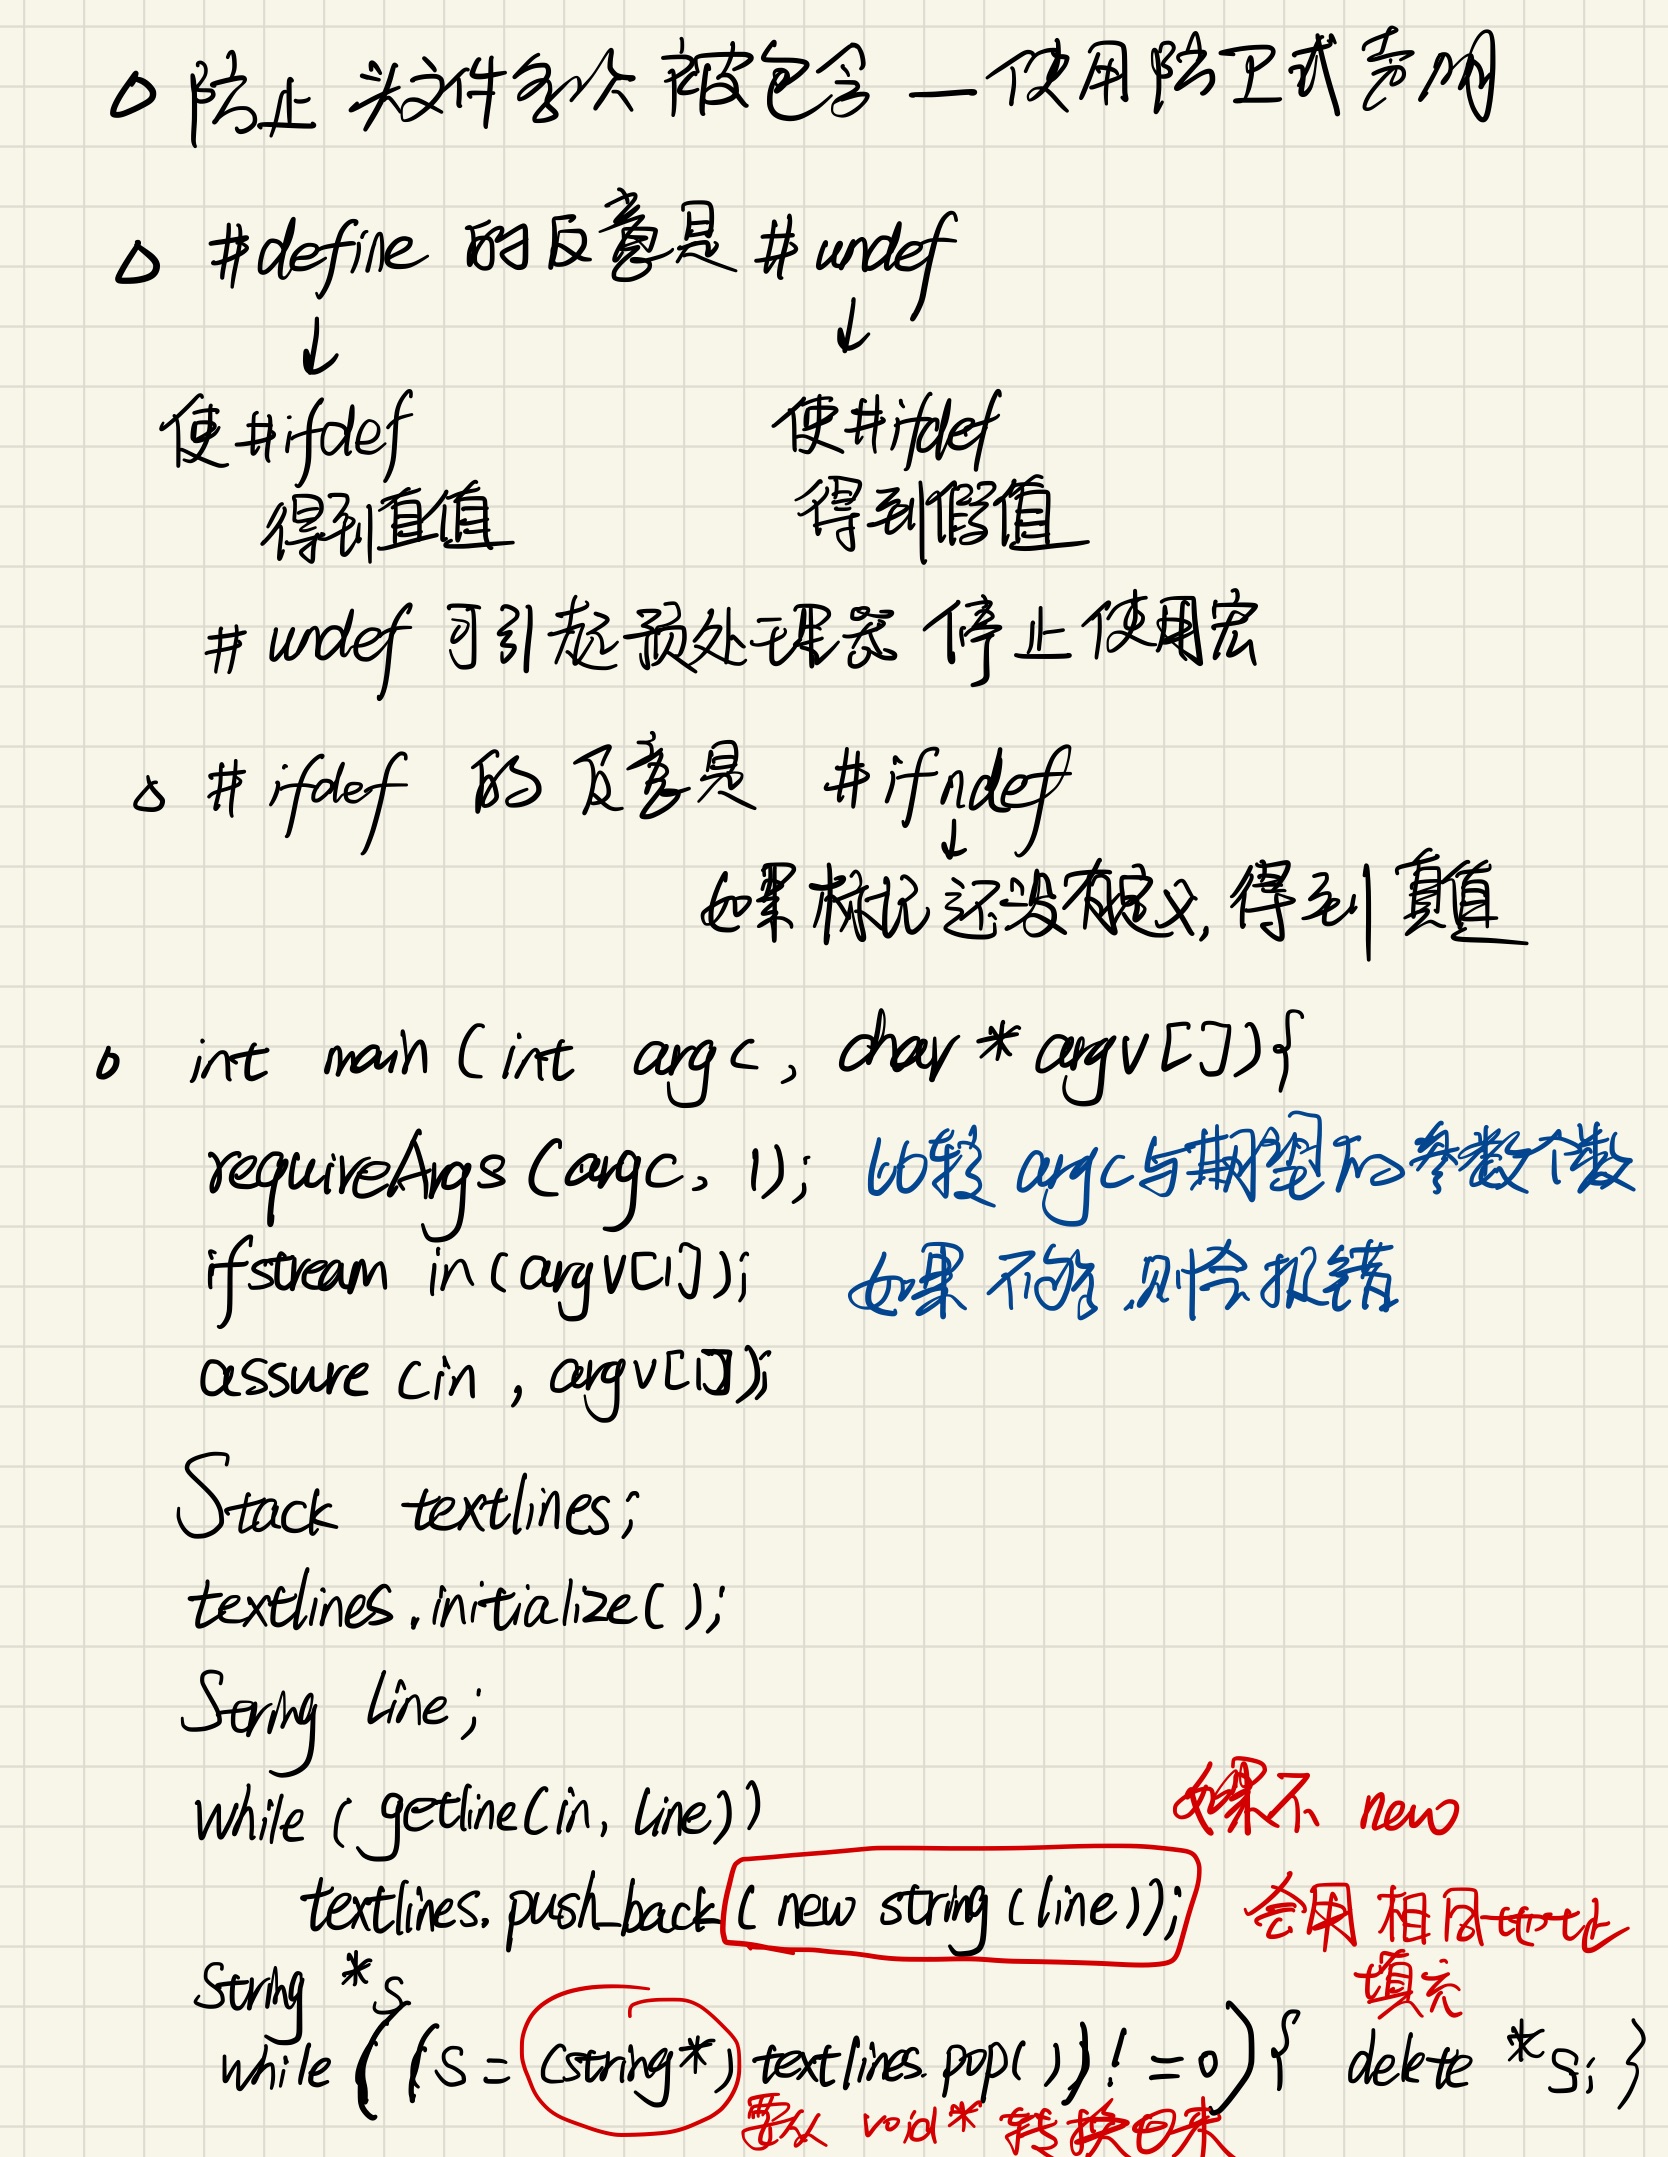 防止 头文件多次 被包含 — 使用防卫式声明
#define 的反意是 #undef
↓ ↓
使#ifdef 使#ifdef
得到真值 得到假值
#undef 可引起预处理器 停止使用宏
#ifdef 的 反意是 #ifndef
↓
如果标记还没有定义, 得到真值
int main (int argc, char * argv[]){
requireArgs (argc, 1); 比较 argc与期望的参数个数
ifstream in(argv[1]); 如果不够,则会报错
assure (in, argv[1]);
Stack textlines;
textlines.initialize();
String line;
while (getline(in, line)) 如果不 new
textlines.push_back( new string (line)); 会用相同
填充
String *s
while ((s = (string*) textlines.pop()) != 0){ delete *s; }
要从 void* 转换回来